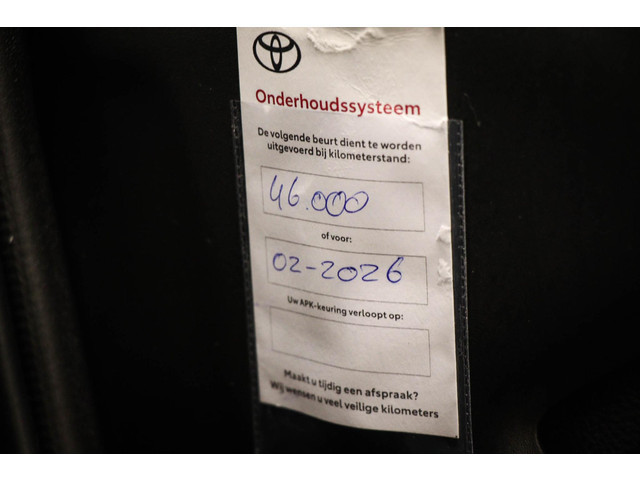 Onderhoudssysteem
De volgende beurt dient te worden
uitgevoerd bij kilometerstand:
46.000
of voor:
02-2026
Uw APK-keuring verloopt op:
Maakt u tijdig een afspraak?
Wij wensen u veel veilige kilometers